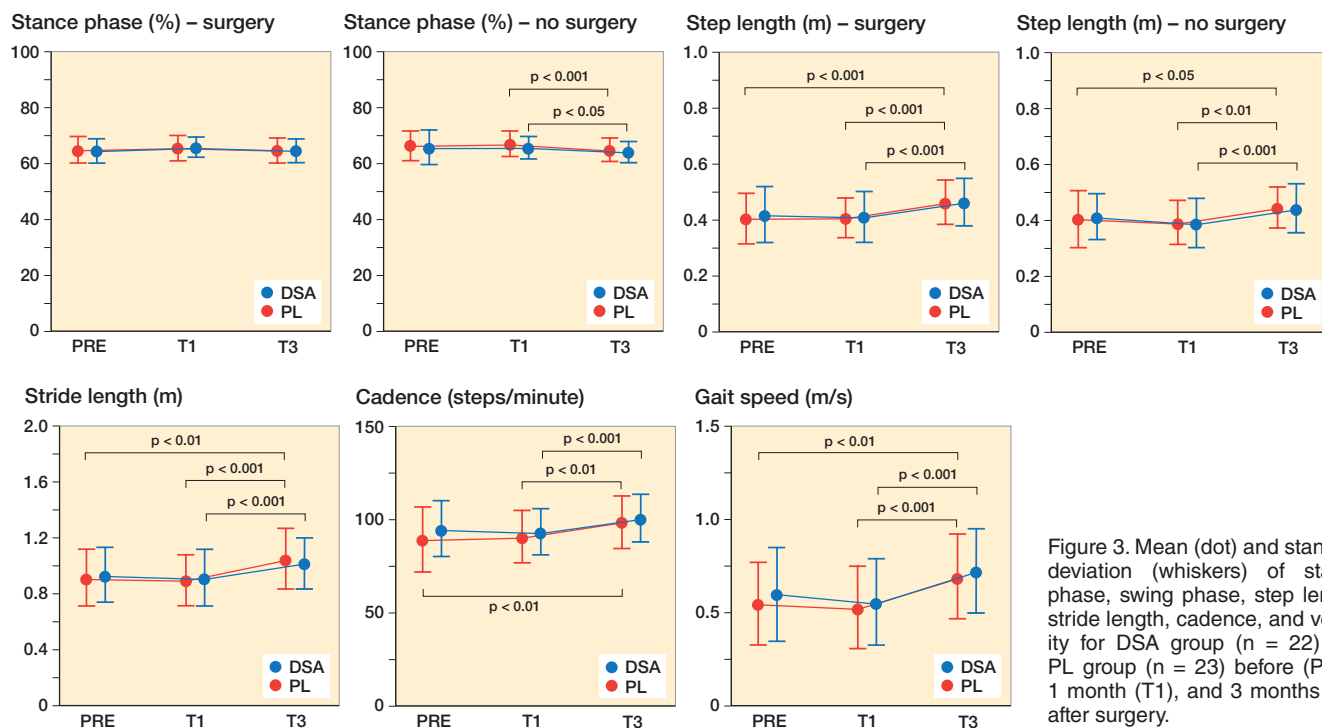 Stance phase (%) – surgery
100
80
60
40
20
0
DSA
PL
PRE T1 T3
Stance phase (%) – no surgery
100
80
60
40
20
0
p < 0.001
p < 0.05
DSA
PL
PRE T1 T3
Step length (m) – surgery
1.0
0.8
0.6
0.4
0.2
0
p < 0.001
p < 0.001
p < 0.001
DSA
PL
PRE T1 T3
Step length (m) – no surgery
1.0
0.8
0.6
0.4
0.2
0
p < 0.05
p < 0.01
p < 0.001
DSA
PL
PRE T1 T3
Stride length (m)
2.0
1.6
1.2
0.8
0.4
0
p < 0.01
p < 0.001
p < 0.001
DSA
PL
PRE T1 T3
Cadence (steps/minute)
150
100
50
0
p < 0.001
p < 0.01
p < 0.01
DSA
PL
PRE T1 T3
Gait speed (m/s)
1.5
1.0
0.5
0
p < 0.01
p < 0.001
p < 0.001
DSA
PL
PRE T1 T3
Figure 3. Mean (dot) and stan
deviation (whiskers) of sta
phase, swing phase, step len
stride length, cadence, and ve
ity for DSA group (n = 22)
PL group (n = 23) before (P
1 month (T1), and 3 months
after surgery.